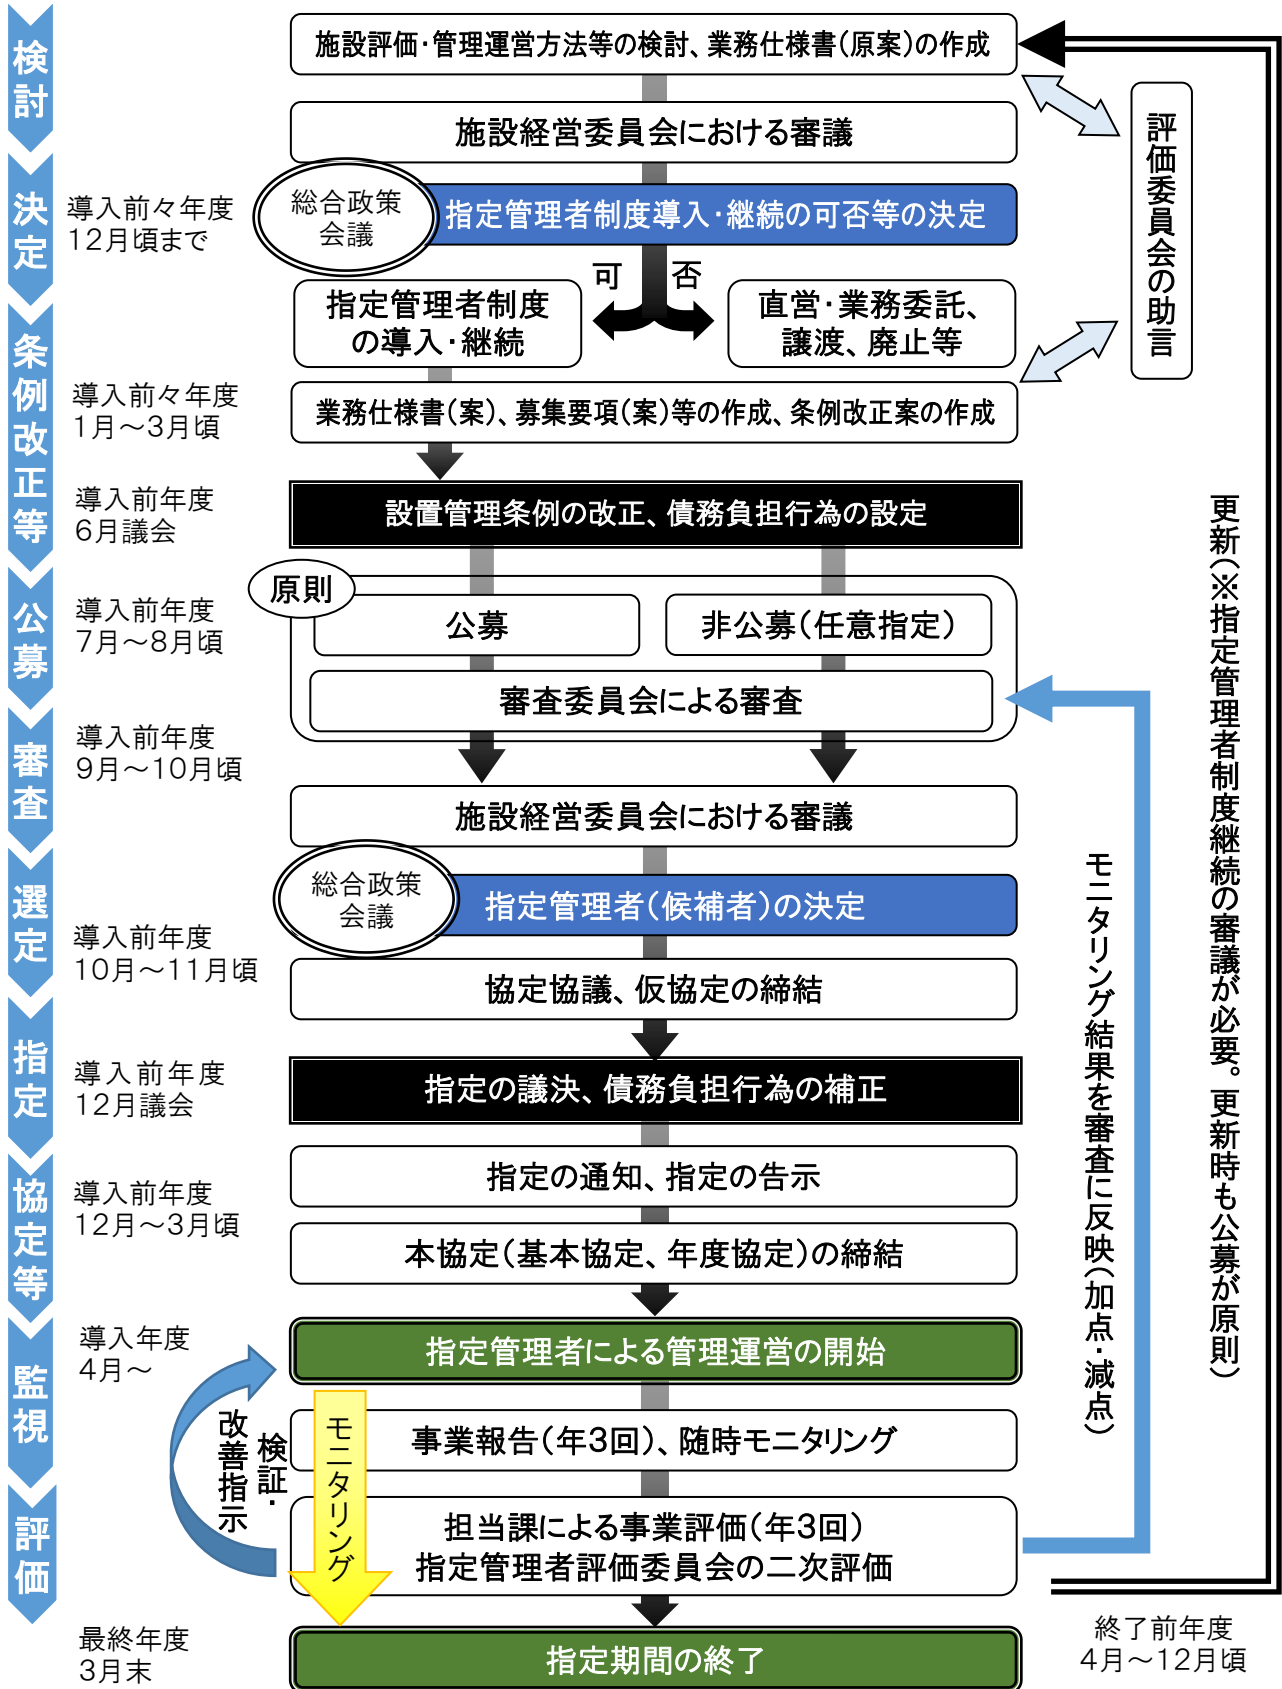 検討
施設評価・管理運営方法等の検討、業務仕様書（原案）の作成
施設経営委員会における審議
評価委員会の助言
決定
導入前々年度
12月頃まで
総合政策
会議
指定管理者制度導入・継続の可否等の決定
可
否
指定管理者制度
の導入・継続
直営・業務委託、
譲渡、廃止等
条例改正等
導入前々年度
1月～3月頃
業務仕様書（案）、募集要項（案）等の作成、条例改正案の作成
導入前年度
6月議会
設置管理条例の改正、債務負担行為の設定
公募
導入前年度
7月～8月頃
原則
公募
非公募（任意指定）
審査委員会による審査
審査
導入前年度
9月～10月頃
施設経営委員会における審議
選定
総合政策
会議
指定管理者（候補者）の決定
導入前年度
10月～11月頃
協定協議、仮協定の締結
指定
導入前年度
12月議会
指定の議決、債務負担行為の補正
協定等
導入前年度
12月～3月頃
指定の通知、指定の告示
本協定（基本協定、年度協定）の締結
監視
導入年度
4月～
指定管理者による管理運営の開始
検証・
改善指示
モニタリング
事業報告（年3回）、随時モニタリング
評価
担当課による事業評価（年3回）
指定管理者評価委員会の二次評価
最終年度
3月末
指定期間の終了
モニタリング結果を審査に反映（加点・減点）
更新（※指定管理者制度継続の審議が必要。更新時も公募が原則）
終了前年度
4月～12月頃